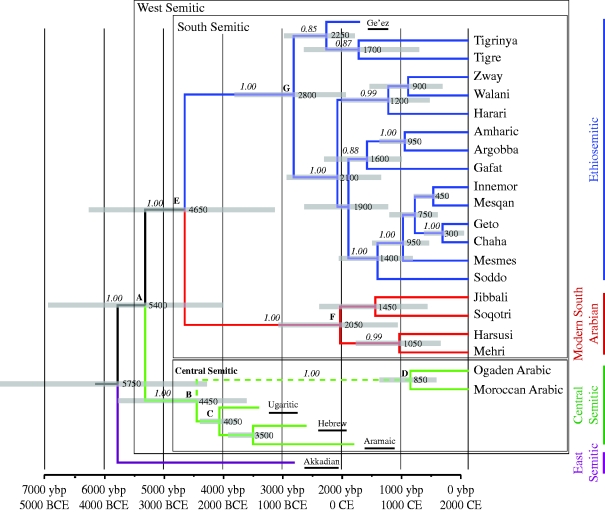 West Semitic
South Semitic
Ge'ez
0.85
2250
0.87
1700
Tigrinya
Tigre
Zway
900
Walani
0.99
1200
Harari
1.00
G
2800
Amharic
1.00
950
Argobba
0.88
1600
Gafat
1.00
2100
Innemor
450
Mesqan
1900
750
Geto
1.00
300
Chaha
1.00
950
Mesmes
1.00
1400
Soddo
Ethiosemitic
1.00
E
4650
Jibbali
1450
Soqotri
1.00
F
2050
Harsusi
0.99
1050
Mehri
Modern South
Arabian
1.00
A
5400
Central Semitic
Ogaden Arabic
1.00
D
850
Moroccan Arabic
5750
1.00
B
4450
Ugaritic
C
4050
Hebrew
3500
Aramaic
Central
Semitic
Akkadian
East
Semitic
7000 ybp 6000 ybp 5000 ybp 4000 ybp 3000 ybp 2000 ybp 1000 ybp 0 ybp
5000 BCE 4000 BCE 3000 BCE 2000 BCE 1000 BCE 0 CE 1000 CE 2000 CE